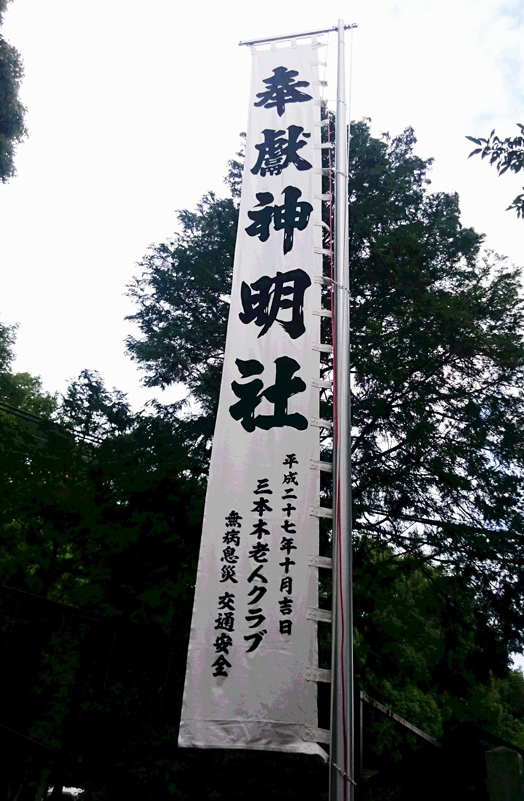 奉獻神明社
平成二十七年十月吉日
三本木老人クラブ
無病息災 交通安全